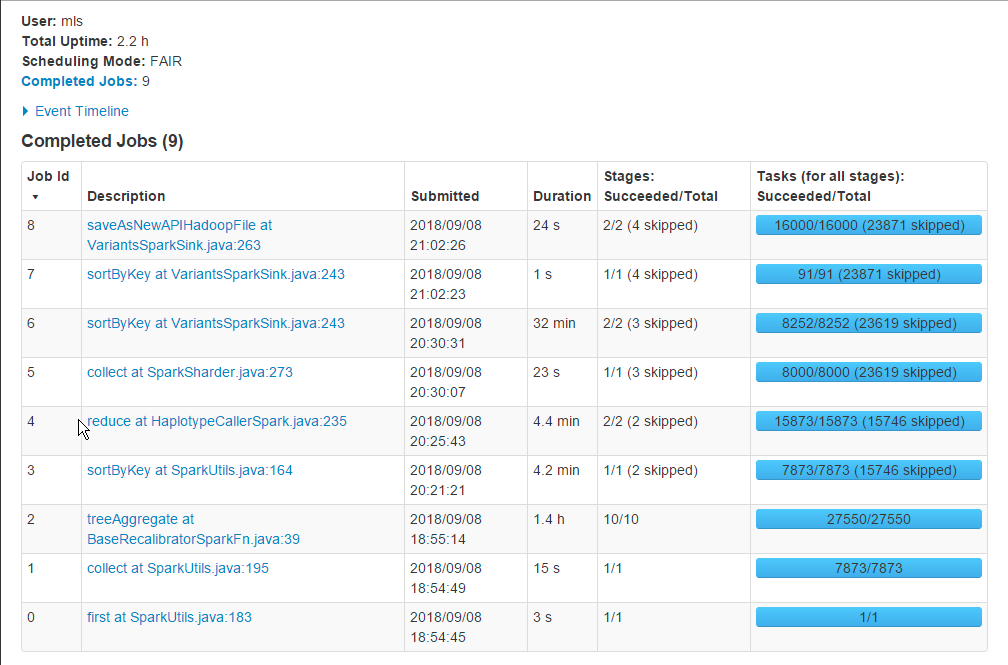 User: mls
Total Uptime: 2.2 h
Scheduling Mode: FAIR
Completed Jobs: 9
Event Timeline
Completed Jobs (9)
Job Id
Description
Submitted
Duration
Stages:
Succeeded/Total
Tasks (for all stages):
Succeeded/Total
8
saveAsNewAPIHadoopFile at
VariantsSparkSink.java:263
2018/09/08
21:02:26
24 s
2/2 (4 skipped)
16000/16000 (23871 skipped)
7
sortByKey at VariantsSparkSink.java:243
2018/09/08
21:02:23
1 s
1/1 (4 skipped)
91/91 (23871 skipped)
6
sortByKey at VariantsSparkSink.java:243
2018/09/08
20:30:31
32 min
2/2 (3 skipped)
8252/8252 (23619 skipped)
5
collect at SparkSharder.java:273
2018/09/08
20:30:07
23 s
1/1 (3 skipped)
8000/8000 (23619 skipped)
4
reduce at HaplotypeCallerSpark.java:235
2018/09/08
20:25:43
4.4 min
2/2 (2 skipped)
15873/15873 (15746 skipped)
3
sortByKey at SparkUtils.java:164
2018/09/08
20:21:21
4.2 min
1/1 (2 skipped)
7873/7873 (15746 skipped)
2
treeAggregate at
BaseRecalibratorSparkFn.java:39
2018/09/08
18:55:14
1.4 h
10/10
27550/27550
1
collect at SparkUtils.java:195
2018/09/08
18:54:49
15 s
1/1
7873/7873
0
first at SparkUtils.java:183
2018/09/08
18:54:45
3 s
1/1
1/1